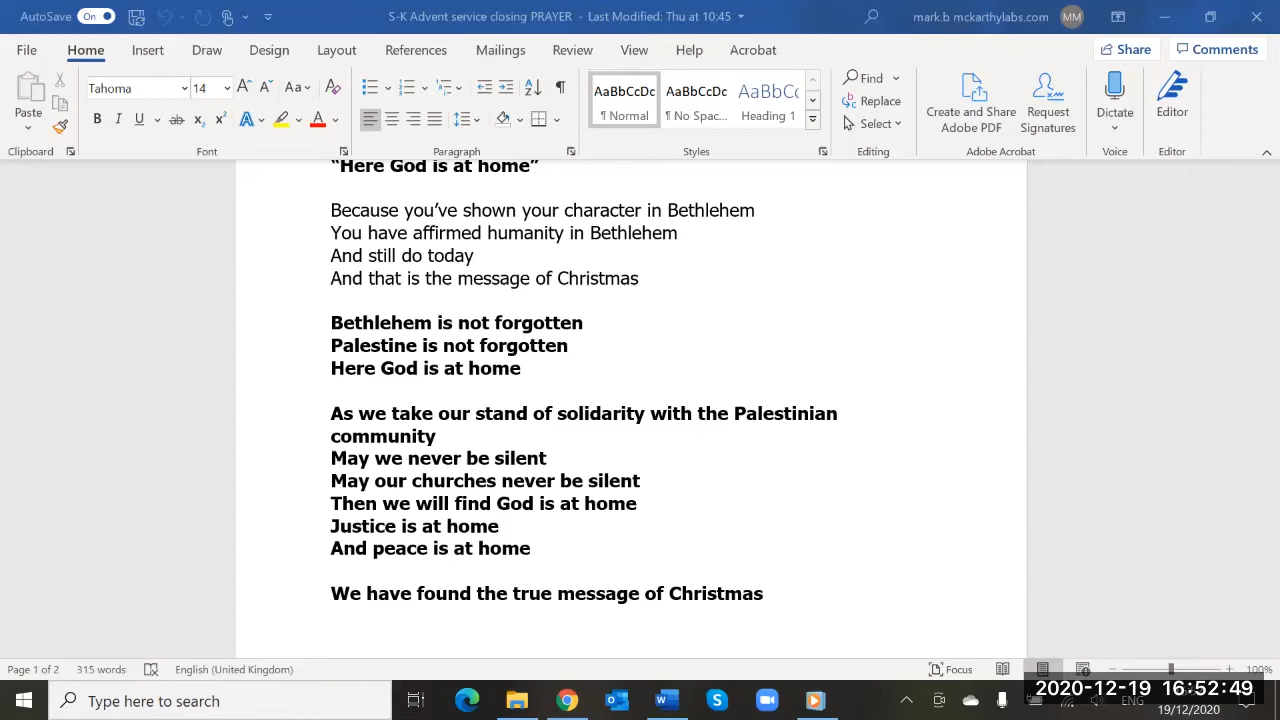 AutoSave On S-K Advent service closing PRAYER - Last Modified: Thu at 10:45 mark.b mckarthylabs.com MM
File Home Insert Draw Design Layout References Mailings Review View Help Acrobat Share Comments
Tahoma 14 Aa AaBbCcDc AaBbCcDc AaBbCc Find
Paste B I U ab x₂ x² A A ¶ Normal ¶ No Spac... Heading 1 Replace Select Create and Share Adobe PDF Request Signatures Dictate Editor
Clipboard Font Paragraph Styles Editing Adobe Acrobat Voice Editor
“Here God is at home”
Because you’ve shown your character in Bethlehem
You have affirmed humanity in Bethlehem
And still do today
And that is the message of Christmas
Bethlehem is not forgotten
Palestine is not forgotten
Here God is at home
As we take our stand of solidarity with the Palestinian
community
May we never be silent
May our churches never be silent
Then we will find God is at home
Justice is at home
And peace is at home
We have found the true message of Christmas
Page 1 of 2 315 words English (United Kingdom) Focus 100%
Type here to search ENG 2020-12-19 16:52:49
19/12/2020